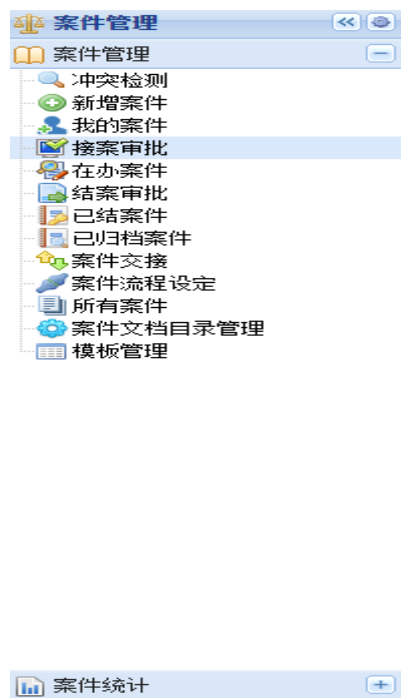 案件管理
案件管理
冲突检测
新增案件
我的案件
接案审批
在办案件
结案审批
已结案件
已归档案件
案件交接
案件流程设定
所有案件
案件文档目录管理
模板管理
案件统计